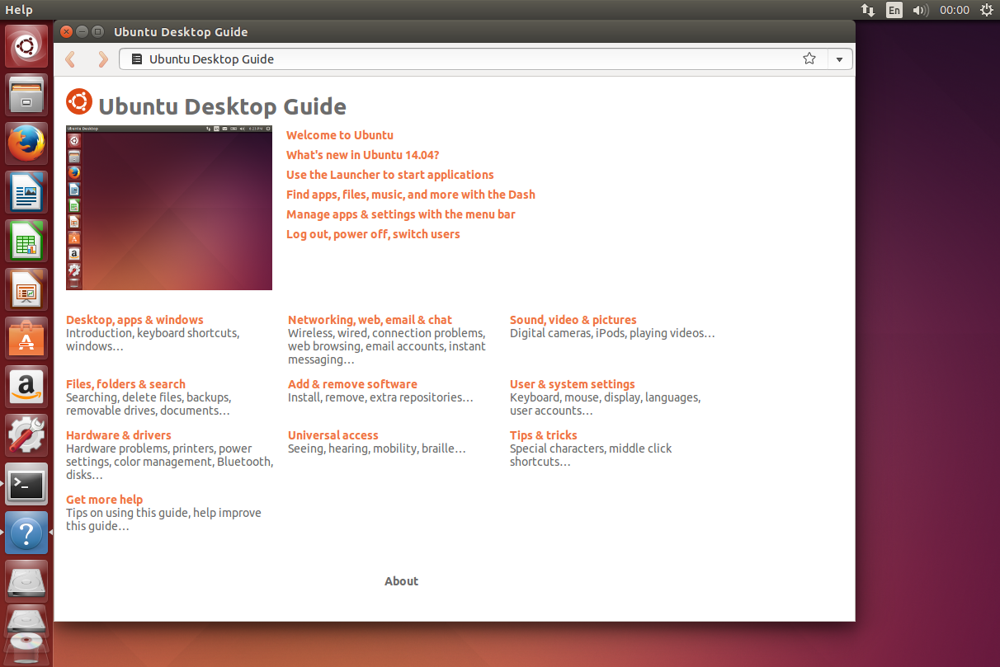 Help
En
00:00
Ubuntu Desktop Guide
Ubuntu Desktop Guide
Ubuntu Desktop Guide
Ubuntu Desktop
6:23 PM
Welcome to Ubuntu
What's new in Ubuntu 14.04?
Use the Launcher to start applications
Find apps, files, music, and more with the Dash
Manage apps & settings with the menu bar
Log out, power off, switch users
Desktop, apps & windows
Introduction, keyboard shortcuts,
windows…
Networking, web, email & chat
Wireless, wired, connection problems,
web browsing, email accounts, instant
messaging…
Sound, video & pictures
Digital cameras, iPods, playing videos…
Files, folders & search
Searching, delete files, backups,
removable drives, documents…
Add & remove software
Install, remove, extra repositories…
User & system settings
Keyboard, mouse, display, languages,
user accounts…
Hardware & drivers
Hardware problems, printers, power
settings, color management, Bluetooth,
disks…
Universal access
Seeing, hearing, mobility, braille…
Tips & tricks
Special characters, middle click
shortcuts…
Get more help
Tips on using this guide, help improve
this guide…
About